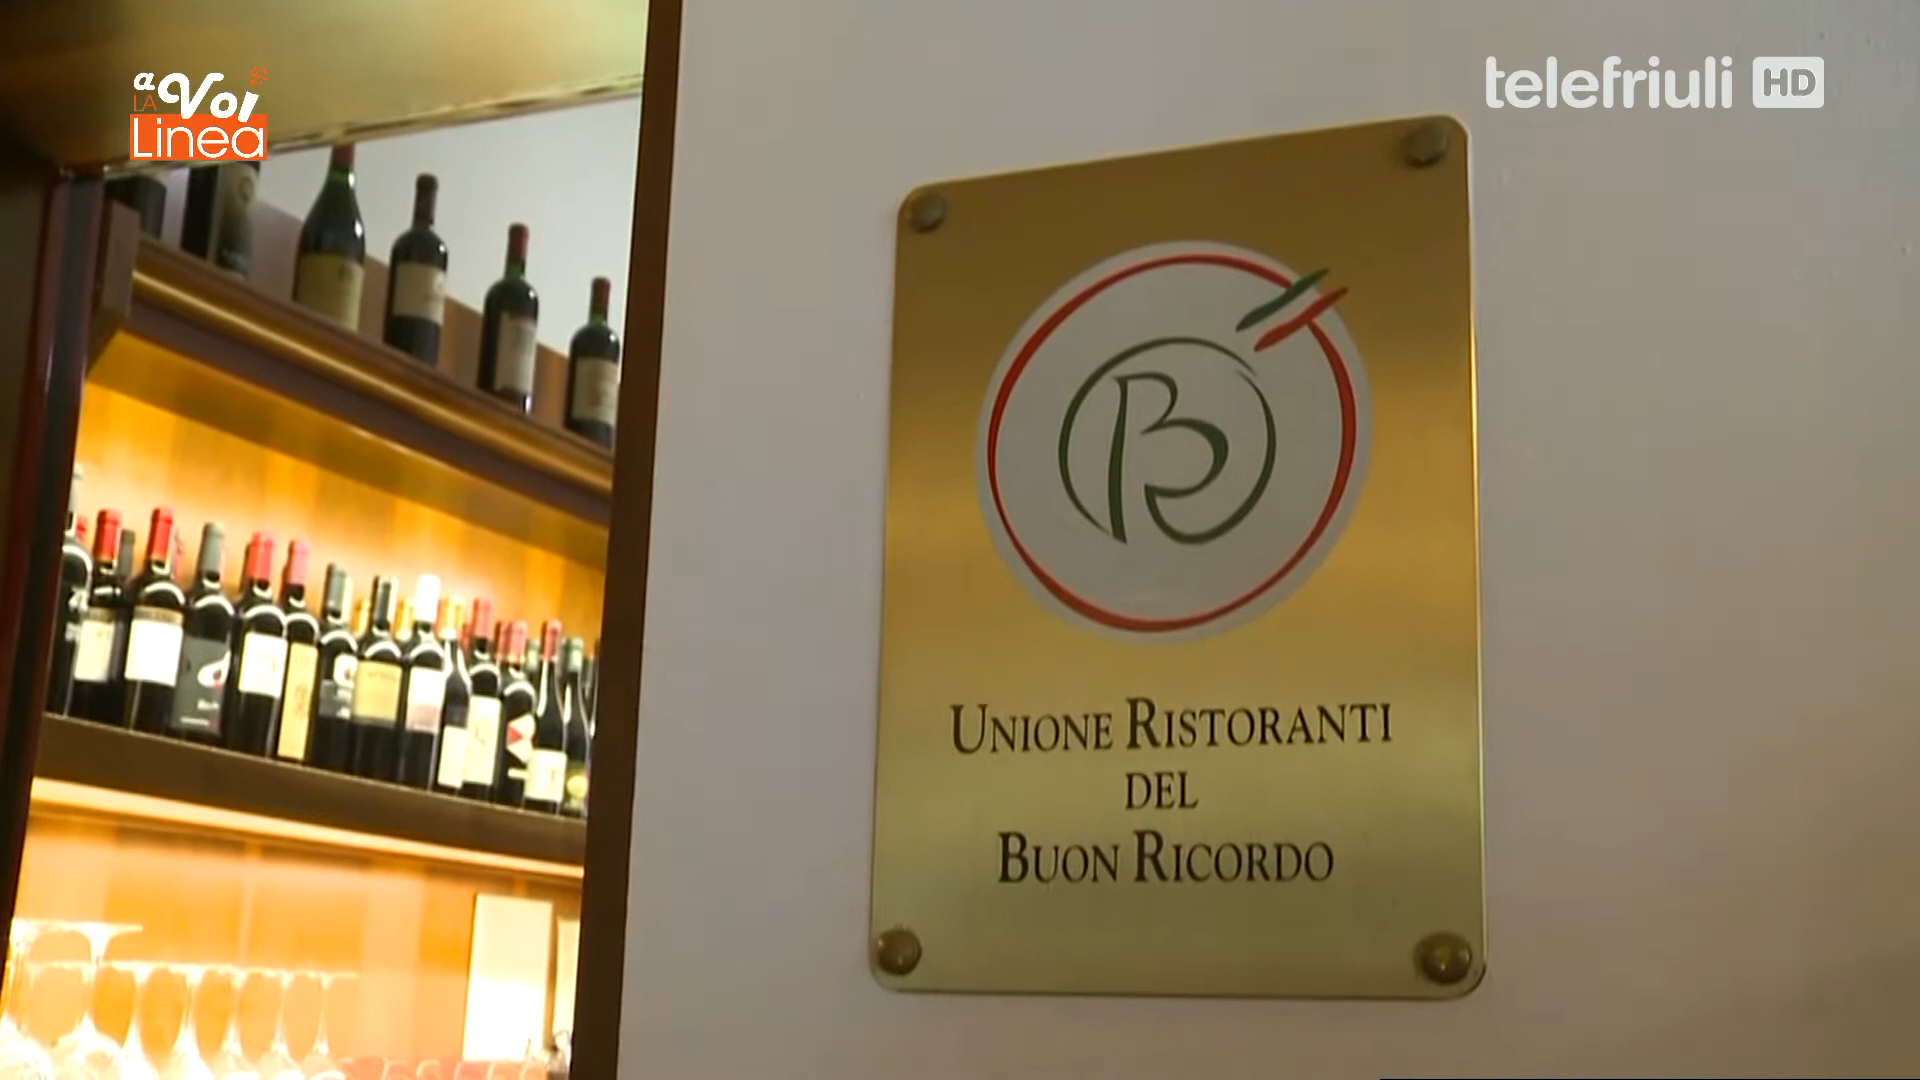 a Voi
LA
Linea
telefriuli HD
B
UNIONE RISTORANTI
DEL
BUON RICORDO